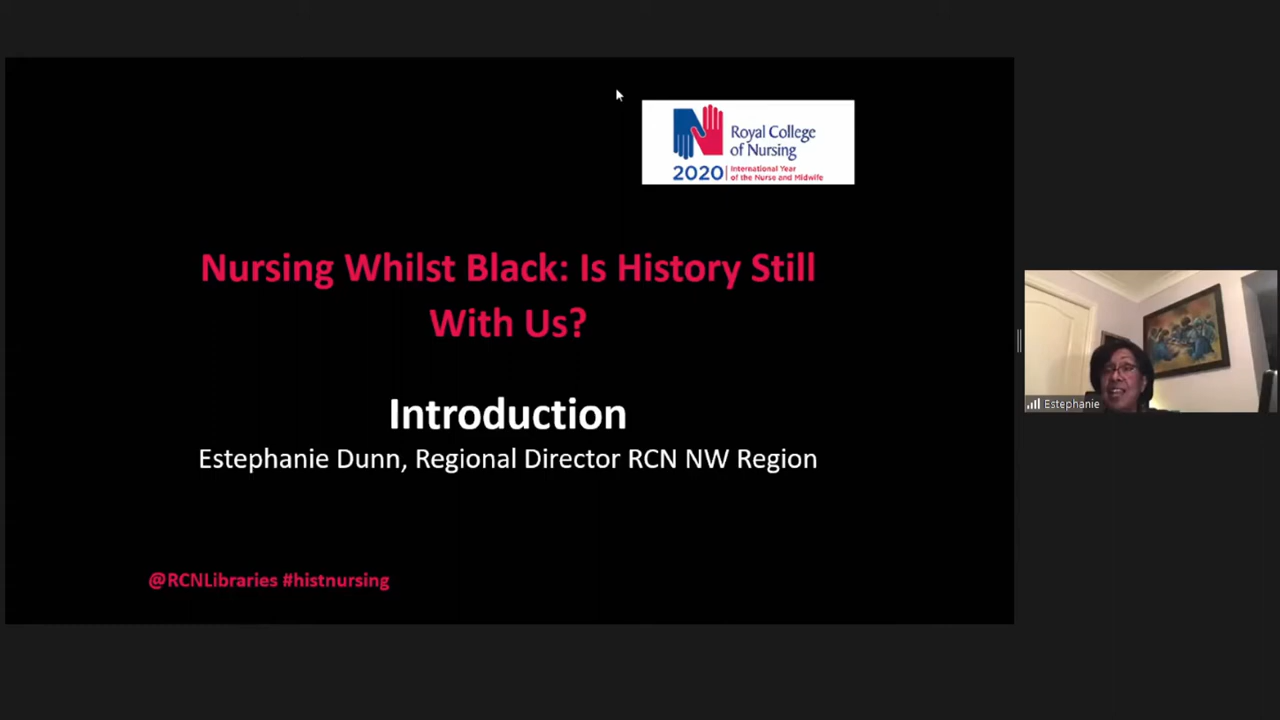 Royal College
of Nursing
2020 International Year
of the Nurse and Midwife
Nursing Whilst Black: Is History Still
With Us?
Introduction
Estephanie Dunn, Regional Director RCN NW Region
@RCNLibraries #histnursing
Estephanie